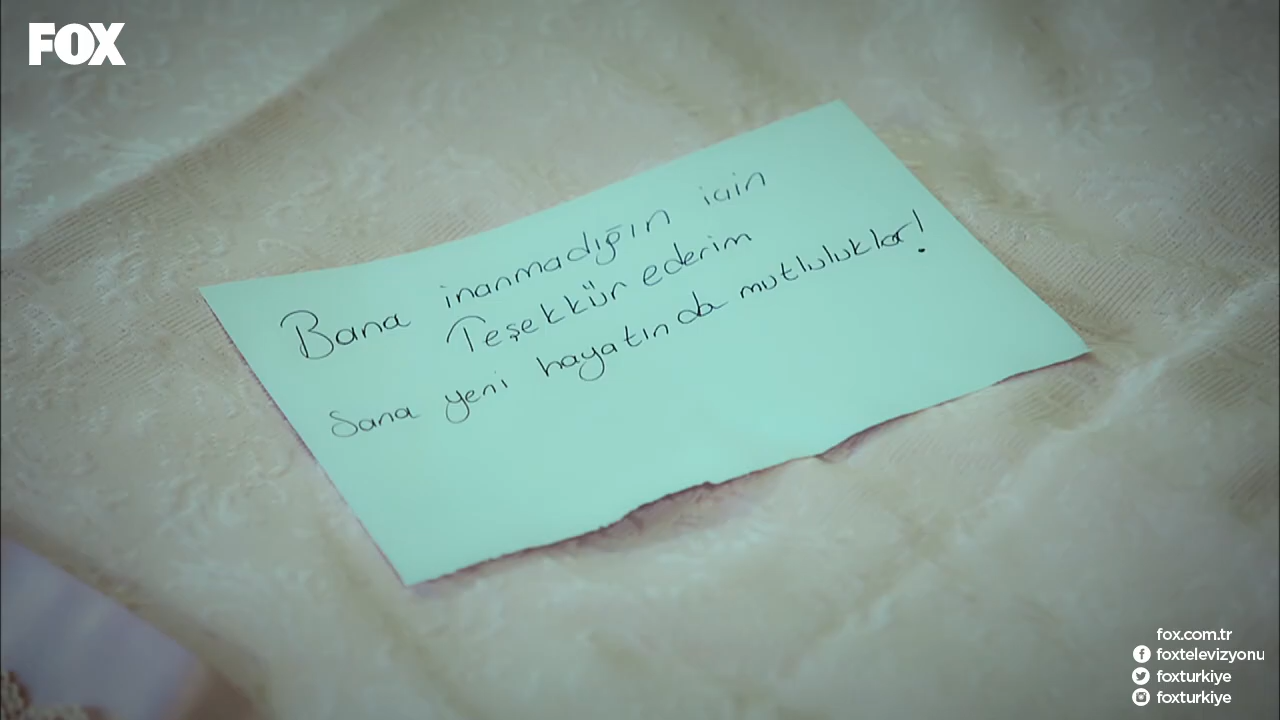 FOX
Bana inanmadığın için
Teşekkür ederim
Sana yeni hayatında mutluluklar!
fox.com.tr
foxtelevizyonu
foxturkiye
foxturkiye